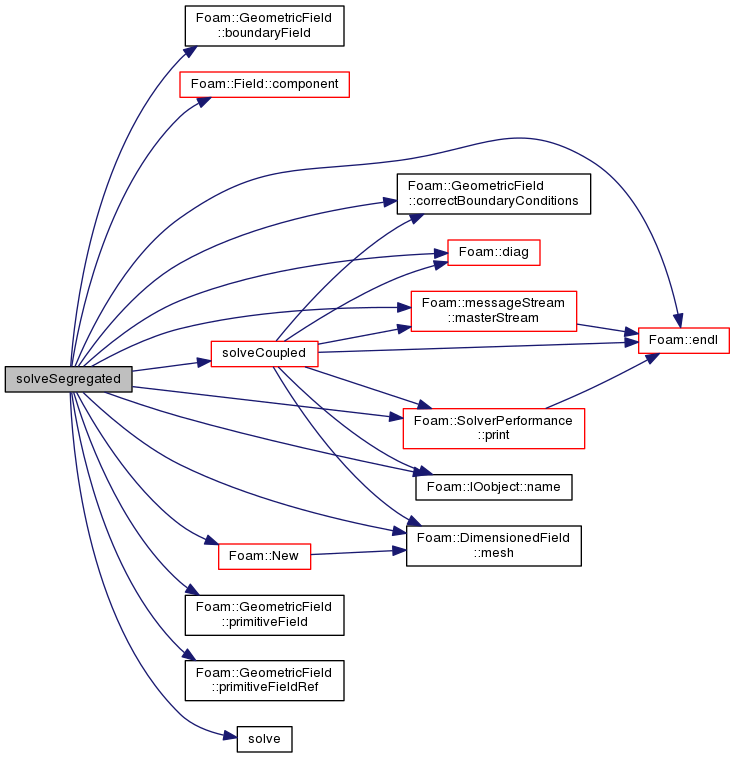 Foam::GeometricField
::boundaryField
Foam::Field::component
Foam::GeometricField
::correctBoundaryConditions
Foam::diag
Foam::messageStream
::masterStream
Foam::endl
solveCoupled
solveSegregated
Foam::SolverPerformance
::print
Foam::IOobject::name
Foam::DimensionedField
::mesh
Foam::New
Foam::GeometricField
::primitiveField
Foam::GeometricField
::primitiveFieldRef
solve